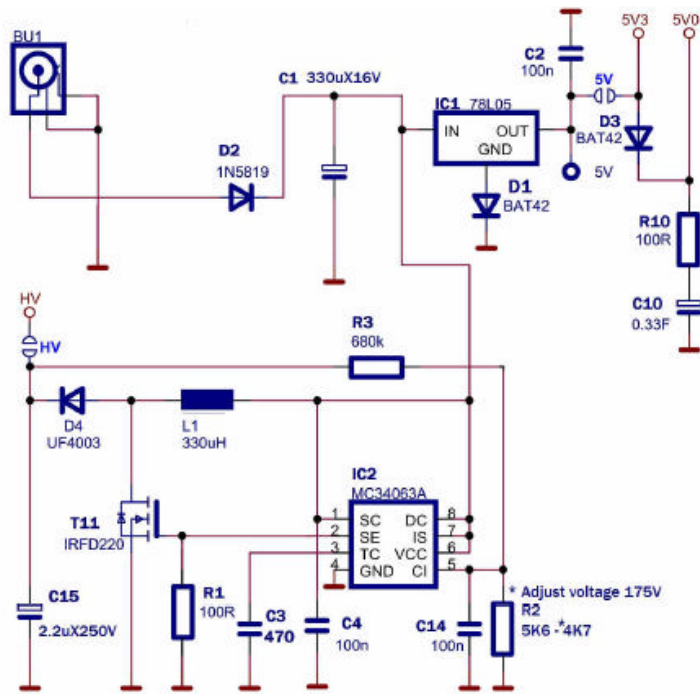 BU1
C1 330uX16V
C2
100n
5V3
5V0
5V
IC1 78L05
IN OUT
GND
D3
BAT42
D2
1N5819
D1
BAT42
5V
R10
100R
C10
0.33F
HV
HV
R3
680k
D4
UF4003
L1
330uH
IC2
MC34063A
1 SC DC 8
2 SE IS 7
3 TC VCC 6
4 GND CI 5
T11
IRFD220
* Adjust voltage 175V
R2
5K6 -*4K7
C15
2.2uX250V
R1
100R
C3
470
C4
100n
C14
100n